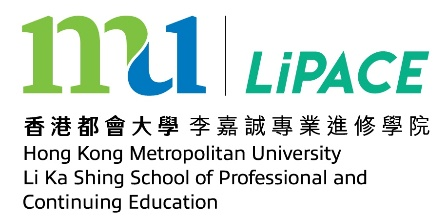 mu LiPACE
香港都會大學 李嘉誠專業進修學院
Hong Kong Metropolitan University
Li Ka Shing School of Professional and
Continuing Education